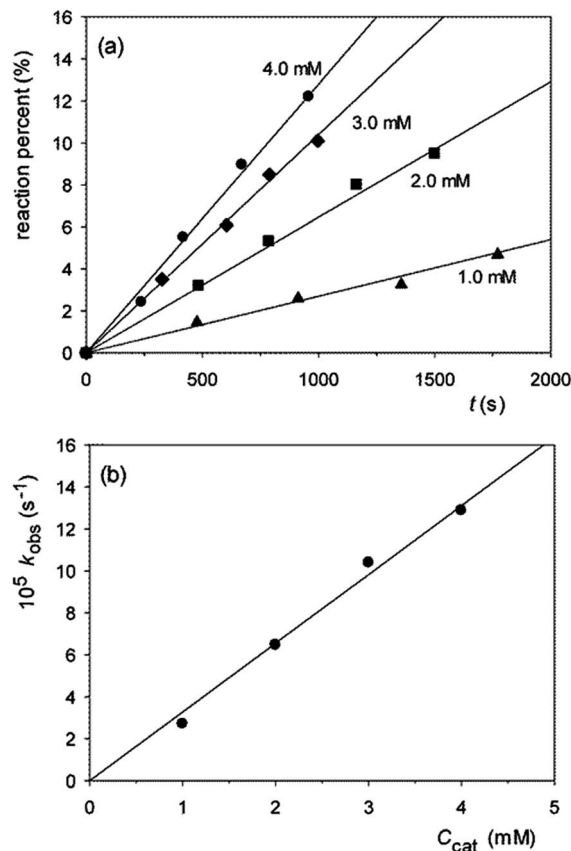 (a)
reaction percent (%)
16
14
12
10
8
6
4
2
0
4.0 mM
3.0 mM
2.0 mM
1.0 mM
0
500
1000
1500
2000
t (s)
(b)
10⁵ k_obs (s⁻¹)
16
14
12
10
8
6
4
2
0
0
1
2
3
4
5
C_cat (mM)